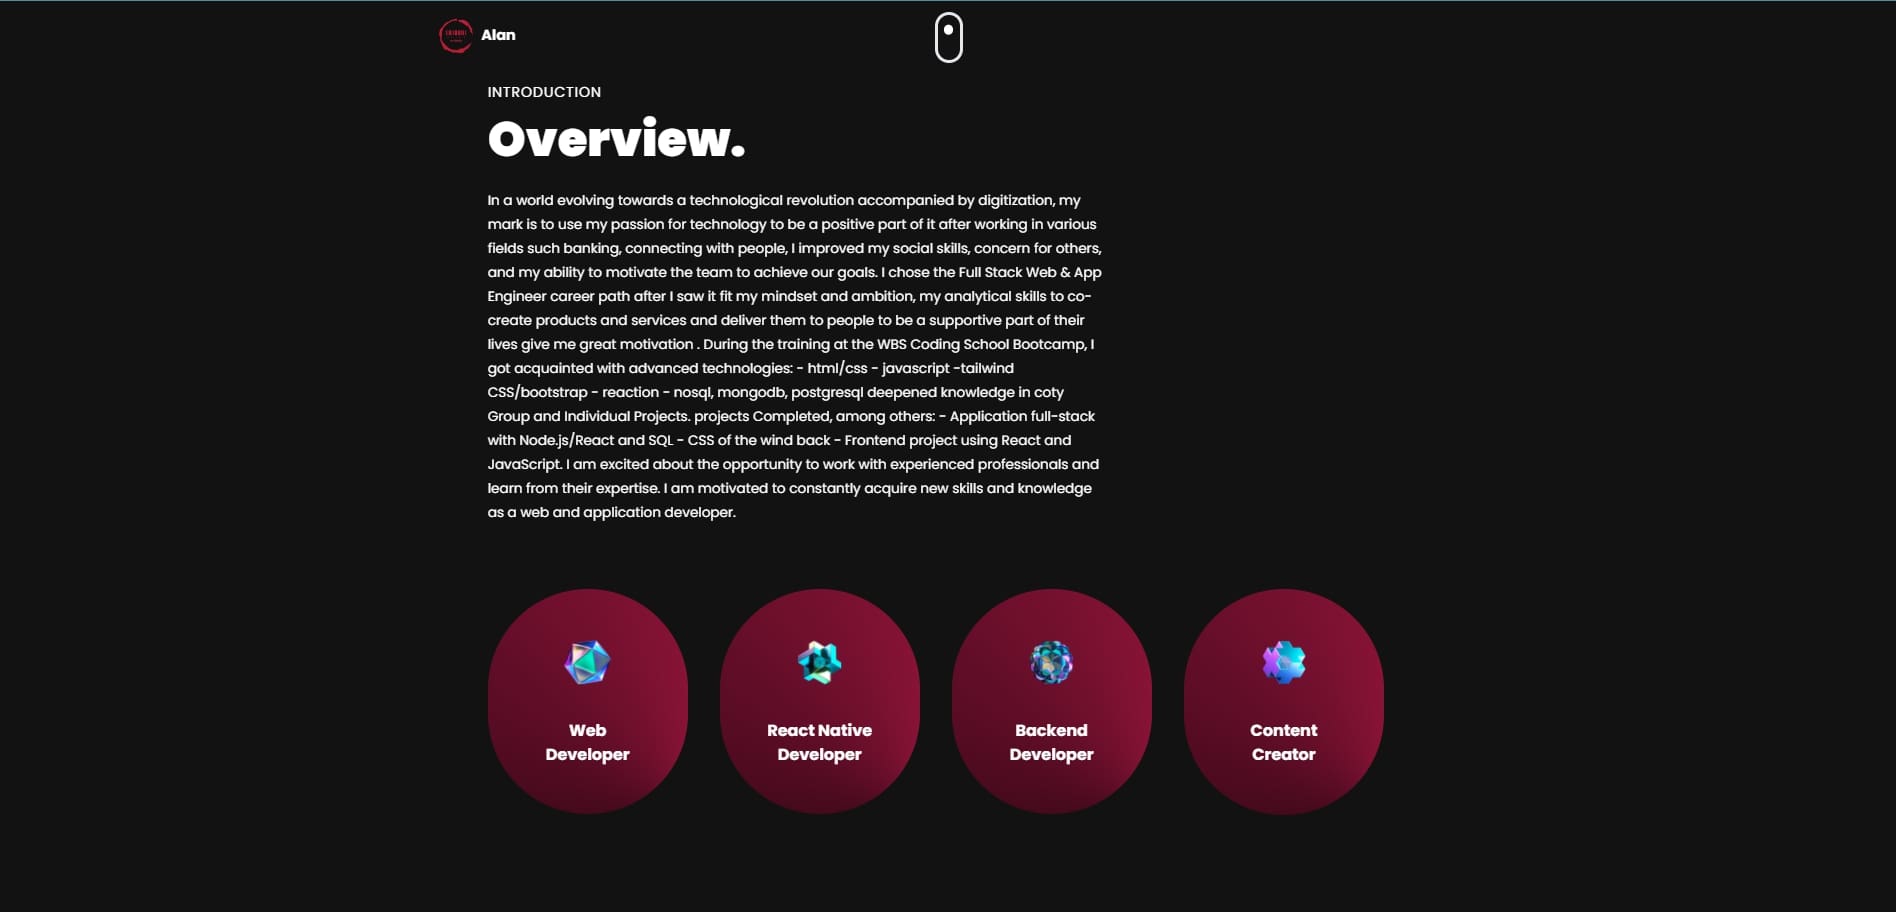 Alan
INTRODUCTION
Overview.
In a world evolving towards a technological revolution accompanied by digitization, my
mark is to use my passion for technology to be a positive part of it after working in various
fields such banking, connecting with people, I improved my social skills, concern for others,
and my ability to motivate the team to achieve our goals. I chose the Full Stack Web & App
Engineer career path after I saw it fit my mindset and ambition, my analytical skills to co-
create products and services and deliver them to people to be a supportive part of their
lives give me great motivation . During the training at the WBS Coding School Bootcamp, I
got acquainted with advanced technologies: - html/css - javascript -tailwind
CSS/bootstrap - reaction - nosql, mongodb, postgresql deepened knowledge in coty
Group and Individual Projects. projects Completed, among others: - Application full-stack
with Node.js/React and SQL - CSS of the wind back - Frontend project using React and
JavaScript. I am excited about the opportunity to work with experienced professionals and
learn from their expertise. I am motivated to constantly acquire new skills and knowledge
as a web and application developer.
Web
Developer
React Native
Developer
Backend
Developer
Content
Creator